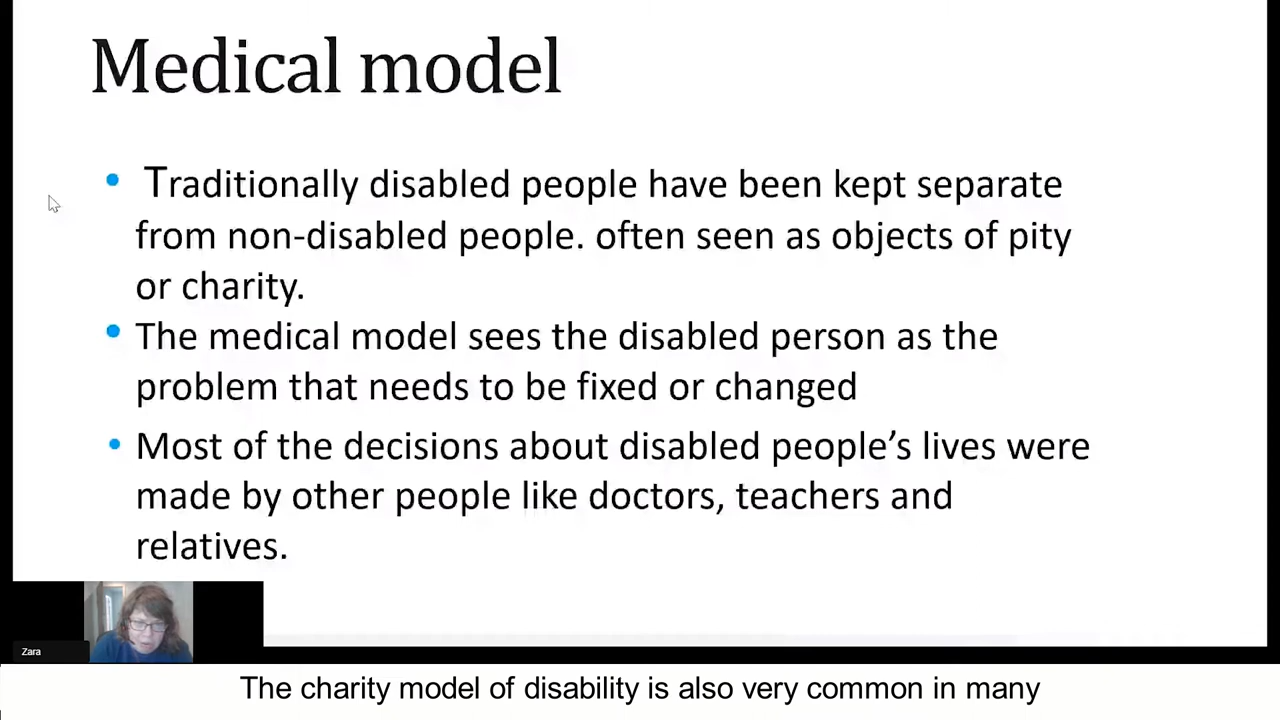 Medical model
• Traditionally disabled people have been kept separate
from non-disabled people. often seen as objects of pity
or charity.
• The medical model sees the disabled person as the
problem that needs to be fixed or changed
• Most of the decisions about disabled people’s lives were
made by other people like doctors, teachers and
relatives.
Zara
The charity model of disability is also very common in many